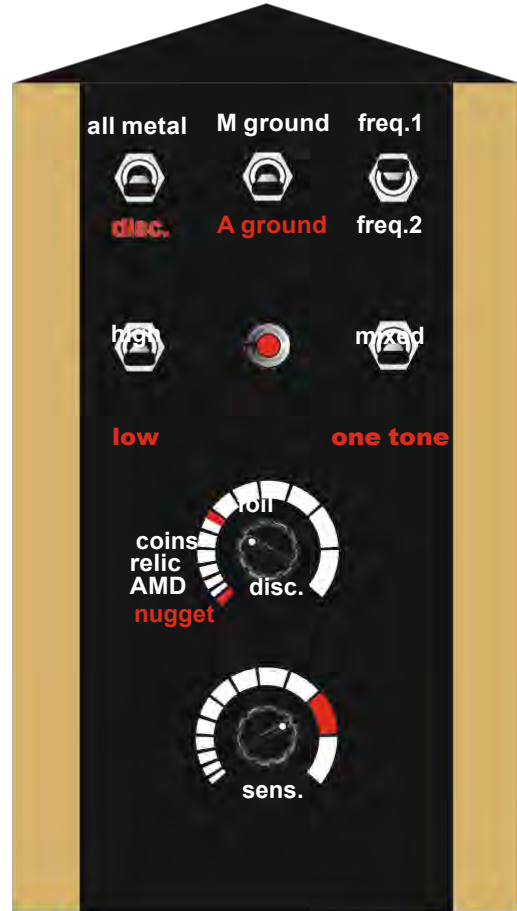 all metal M ground freq.1
disc. A ground freq.2
high mixed
low one tone
foil
coins
relic
AMD disc.
nugget
sens.